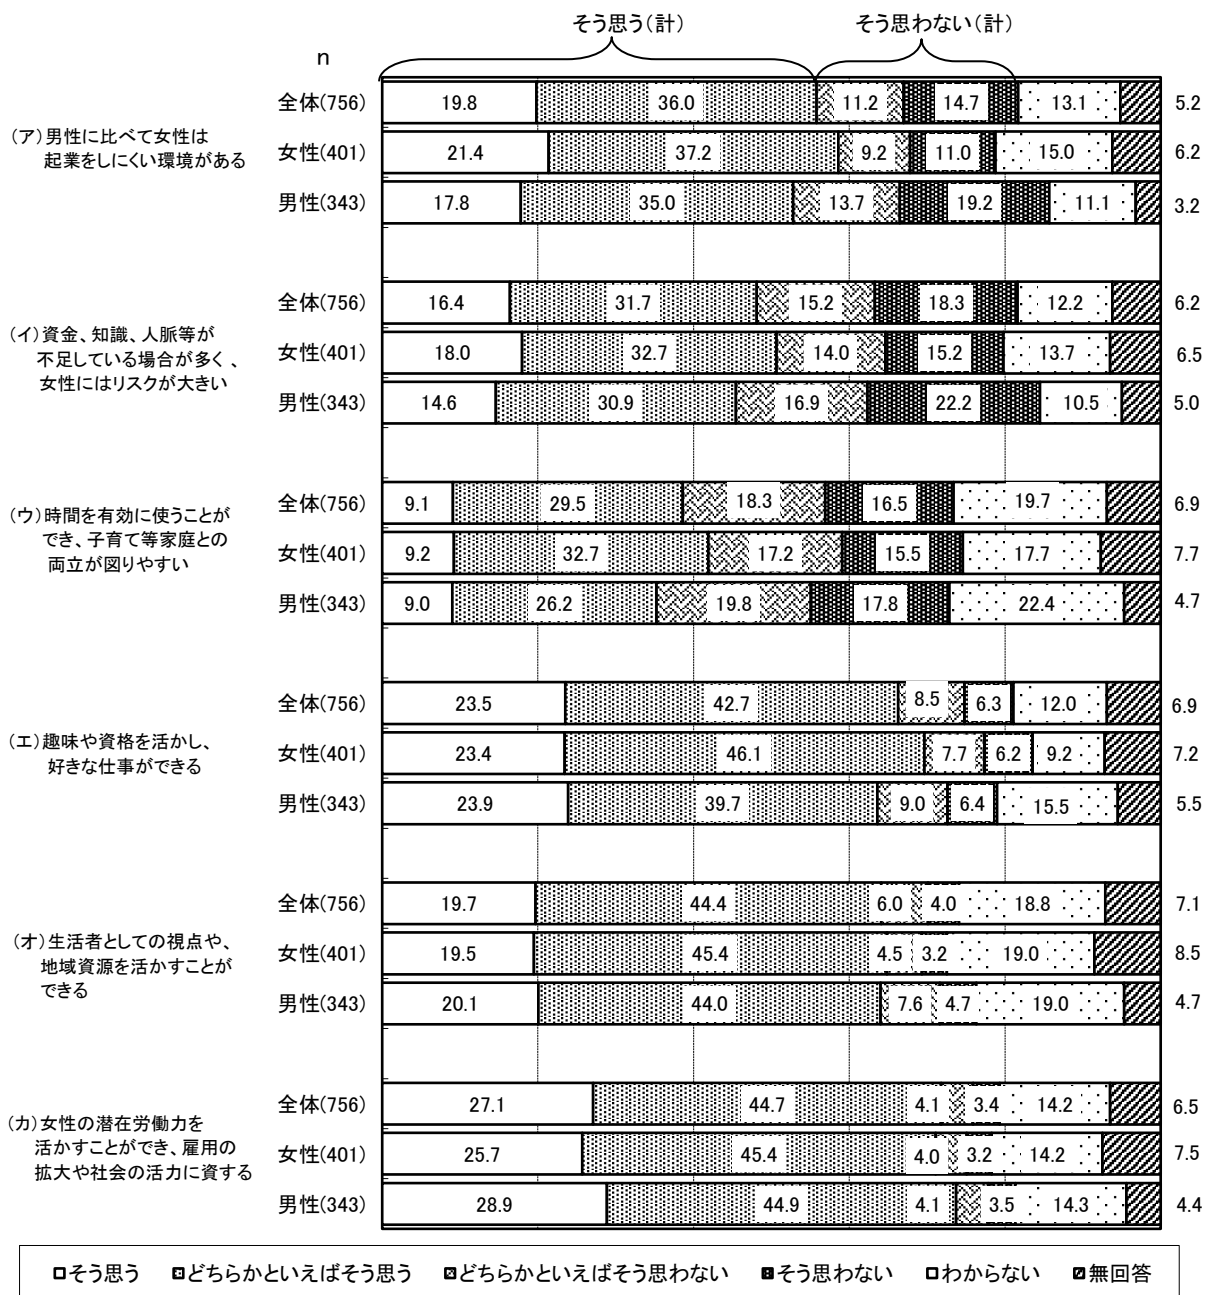 そう思う（計）　そう思わない（計）
n
全体(756) 19.8 36.0 11.2 14.7 13.1 5.2
（ア）男性に比べて女性は
起業をしにくい環境がある
女性(401) 21.4 37.2 9.2 11.0 15.0 6.2
男性(343) 17.8 35.0 13.7 19.2 11.1 3.2
全体(756) 16.4 31.7 15.2 18.3 12.2 6.2
（イ）資金、知識、人脈等が
不足している場合が多く、
女性にはリスクが大きい
女性(401) 18.0 32.7 14.0 15.2 13.7 6.5
男性(343) 14.6 30.9 16.9 22.2 10.5 5.0
全体(756) 9.1 29.5 18.3 16.5 19.7 6.9
（ウ）時間を有効に使うことが
でき、子育て等家庭との
両立が図りやすい
女性(401) 9.2 32.7 17.2 15.5 17.7 7.7
男性(343) 9.0 26.2 19.8 17.8 22.4 4.7
全体(756) 23.5 42.7 8.5 6.3 12.0 6.9
（エ）趣味や資格を活かし、
好きな仕事ができる
女性(401) 23.4 46.1 7.7 6.2 9.2 7.2
男性(343) 23.9 39.7 9.0 6.4 15.5 5.5
全体(756) 19.7 44.4 6.0 4.0 18.8 7.1
（オ）生活者としての視点や、
地域資源を活かすことが
できる
女性(401) 19.5 45.4 4.5 3.2 19.0 8.5
男性(343) 20.1 44.0 7.6 4.7 19.0 4.7
全体(756) 27.1 44.7 4.1 3.4 14.2 6.5
（カ）女性の潜在労働力を
活かすことができ、雇用の
拡大や社会の活力に資する
女性(401) 25.7 45.4 4.0 3.2 14.2 7.5
男性(343) 28.9 44.9 4.1 3.5 14.3 4.4
そう思う　どちらかといえばそう思う　どちらかといえばそう思わない　そう思わない　わからない　無回答